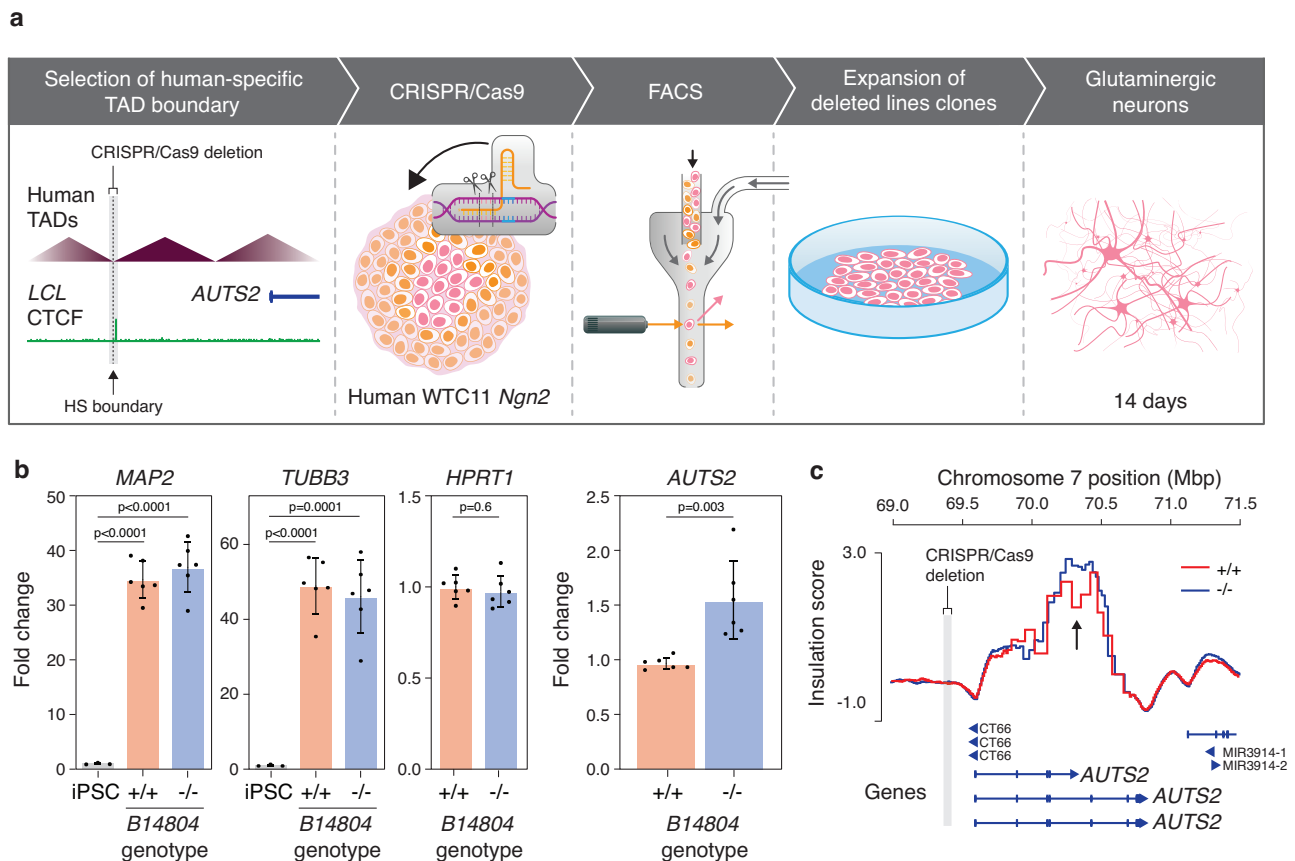 a
Selection of human-specific
TAD boundary
CRISPR/Cas9
FACS
Expansion of
deleted lines clones
Glutaminergic
neurons
CRISPR/Cas9 deletion
Human
TADs
LCL
CTCF
AUTS2
HS boundary
Human WTC11 Ngn2
14 days
b
MAP2
Fold change
50
40
30
20
10
0
p<0.0001
p<0.0001
iPSC
+/+
-/-
B14804
genotype
TUBB3
60
40
20
0
p=0.0001
p<0.0001
iPSC
+/+
-/-
B14804
genotype
HPRT1
1.5
1.0
0.5
0.0
p=0.6
+/+
-/-
B14804
genotype
AUTS2
Fold change
2.5
2.0
1.5
1.0
0.5
0.0
p=0.003
+/+
-/-
B14804
genotype
c
Chromosome 7 position (Mbp)
69.0 69.5 70.0 70.5 71.0 71.5
Insulation score
3.0
-1.0
CRISPR/Cas9
deletion
+/+
-/-
CT66
CT66
CT66
MIR3914-1
MIR3914-2
Genes
AUTS2
AUTS2
AUTS2